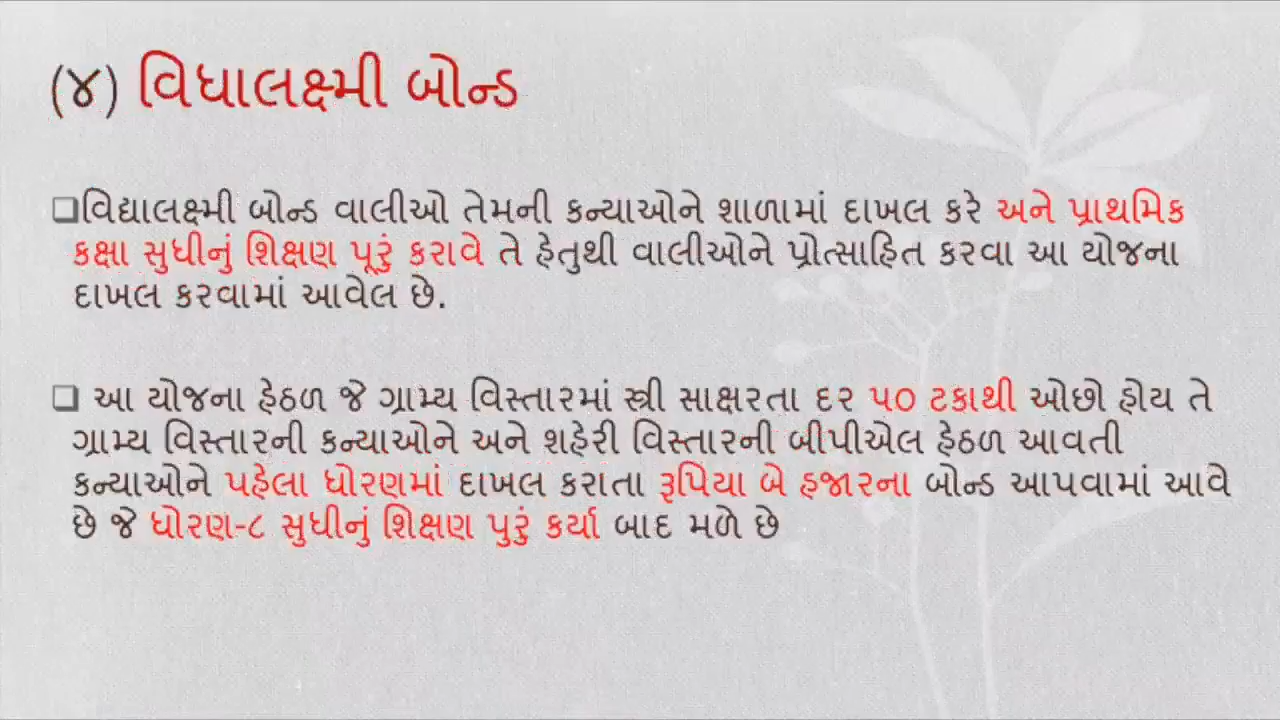 (૪) વિધાલક્ષ્મી બોન્ડ
❑વિદ્યાલક્ષ્મી બોન્ડ વાલીઓ તેમની કન્યાઓને શાળામાં દાખલ કરે અને પ્રાથમિક
કક્ષા સુધીનું શિક્ષણ પૂરું કરાવે તે હેતુથી વાલીઓને પ્રોત્સાહિત કરવા આ યોજના
દાખલ કરવામાં આવેલ છે.
❑ આ યોજના હેઠળ જે ગ્રામ્ય વિસ્તારમાં સ્ત્રી સાક્ષરતા દર ૫૦ ટકાથી ઓછો હોય તે
ગ્રામ્ય વિસ્તારની કન્યાઓને અને શહેરી વિસ્તારની બીપીએલ હેઠળ આવતી
કન્યાઓને પહેલા ધોરણમાં દાખલ કરાતા રૂપિયા બે હજારના બોન્ડ આપવામાં આવે
છે જે ધોરણ-૮ સુધીનું શિક્ષણ પુરું કર્યા બાદ મળે છે